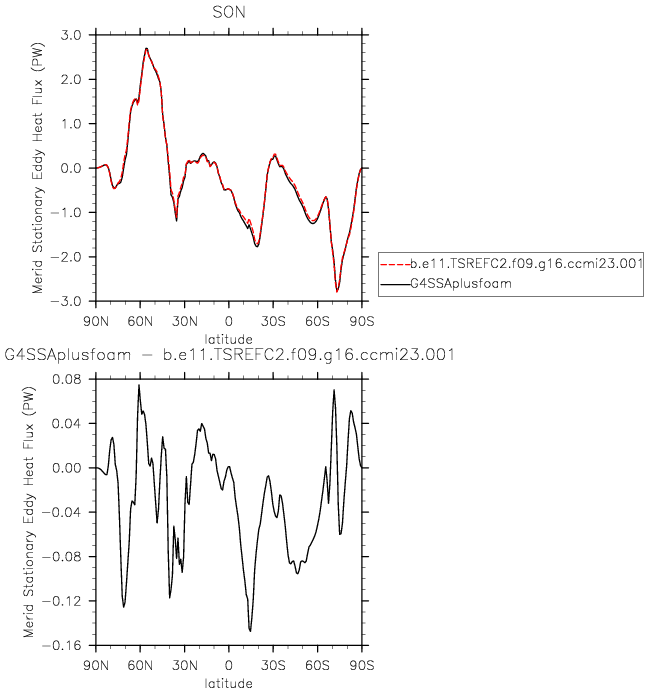 SON
Merid Stationary Eddy Heat Flux (PW)
3.0
2.0
1.0
0.0
−1.0
−2.0
−3.0
90N 60N 30N 0 30S 60S 90S
latitude
b.e11.TSREFC2.f09.g16.ccmi23.001
G4SSAplusfoam
G4SSAplusfoam − b.e11.TSREFC2.f09.g16.ccmi23.001
Merid Stationary Eddy Heat Flux (PW)
0.08
0.04
0.00
−0.04
−0.08
−0.12
−0.16
90N 60N 30N 0 30S 60S 90S
latitude